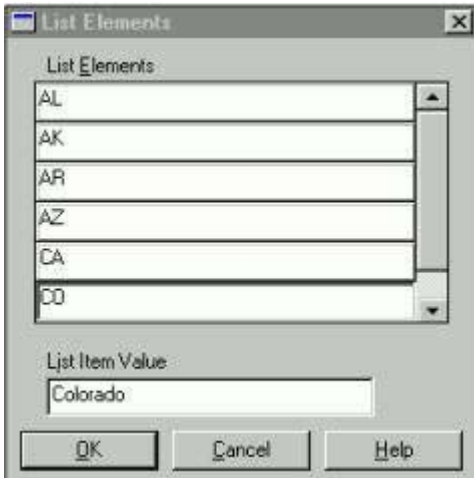 List Elements
List Elements
AL
AK
AR
AZ
CA
CO
List Item Value
Colorado
OK Cancel Help